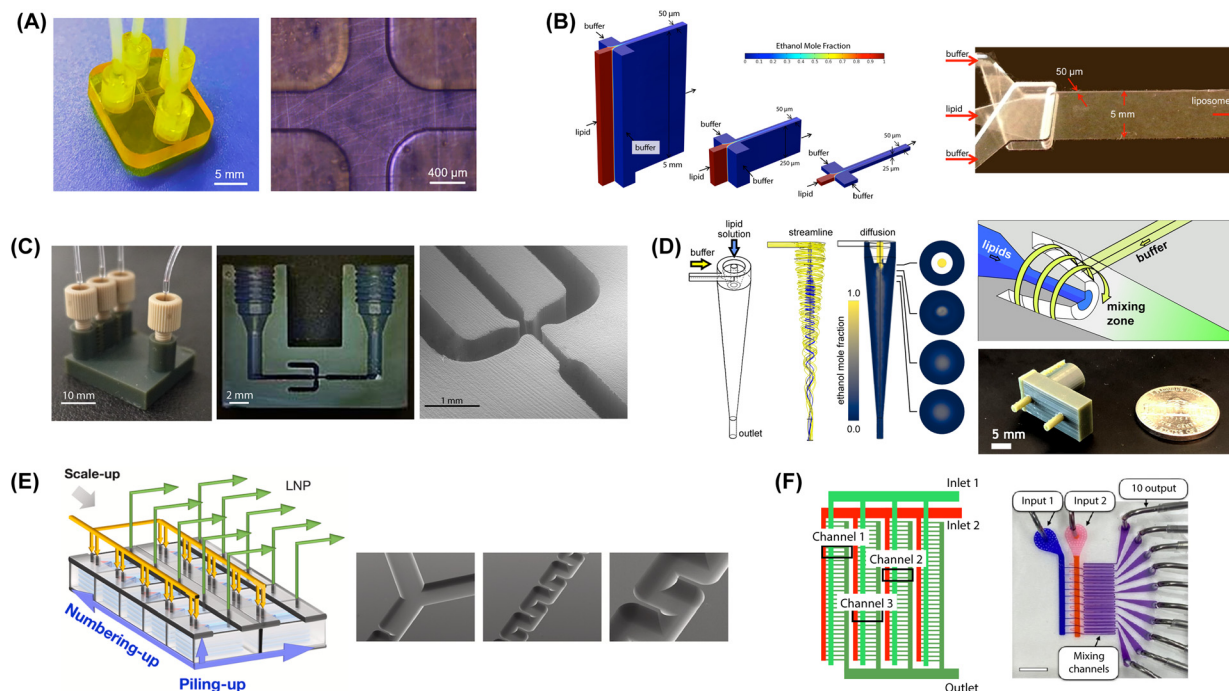 (A)
5 mm
400 µm
(B)
buffer
50 µm
lipid
buffer
5 mm
Ethanol Mole Fraction
0 0.1 0.2 0.3 0.4 0.5 0.6 0.7 0.8 0.9 1
buffer
50 µm
lipid
buffer
250 µm
buffer
50 µm
25 µm
lipid
buffer
buffer
50 µm
lipid
5 mm
liposome
buffer
(C)
10 mm
2 mm
1 mm
(D)
lipid
solution
buffer
outlet
streamline
diffusion
1.0
ethanol mole fraction
0.0
lipids
buffer
mixing
zone
5 mm
(E)
Scale-up
LNP
Numbering-up
Piling-up
(F)
Inlet 1
Inlet 2
Channel 1
Channel 2
Channel 3
Outlet
Input 1
Input 2
10 output
Mixing
channels